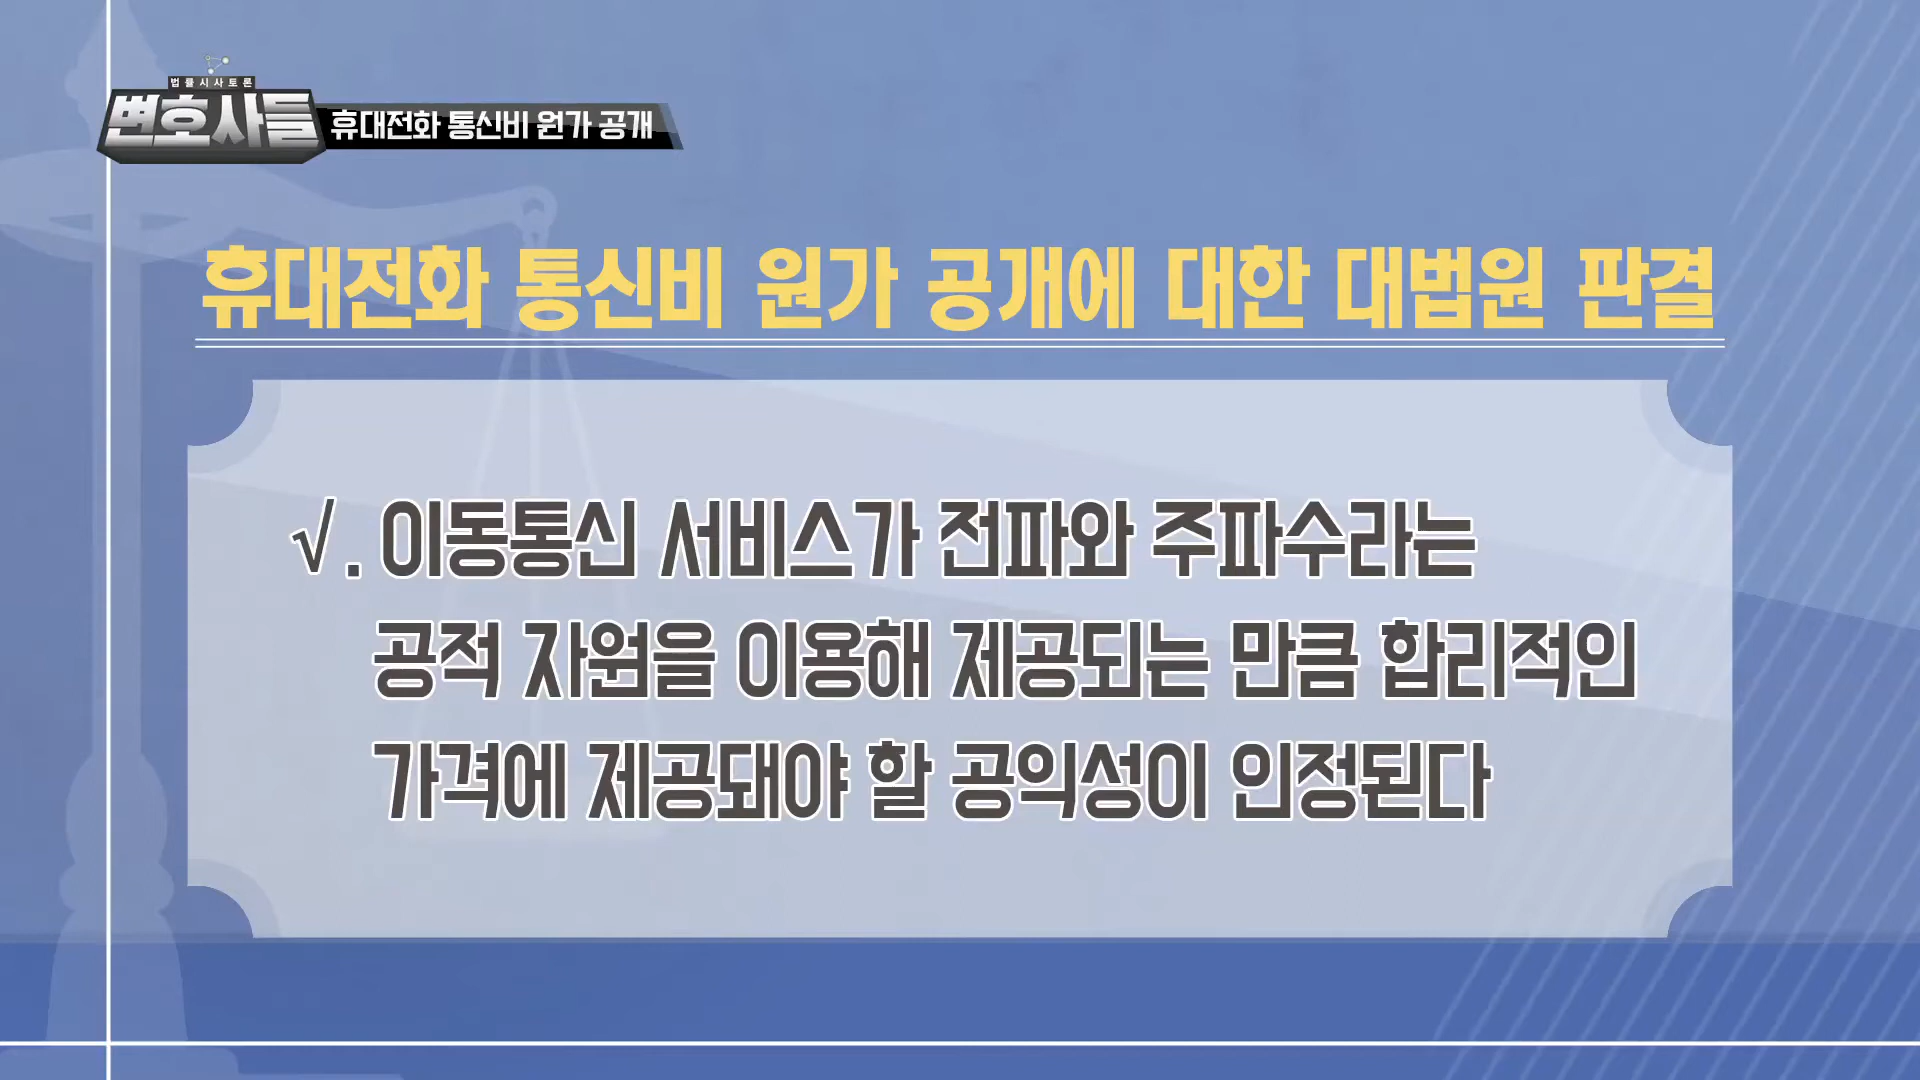 법률시사토론
변호사들
휴대전화 통신비 원가 공개
휴대전화 통신비 원가 공개에 대한 대법원 판결
√. 이동통신 서비스가 전파와 주파수라는
공적 자원을 이용해 제공되는 만큼 합리적인
가격에 제공돼야 할 공익성이 인정된다